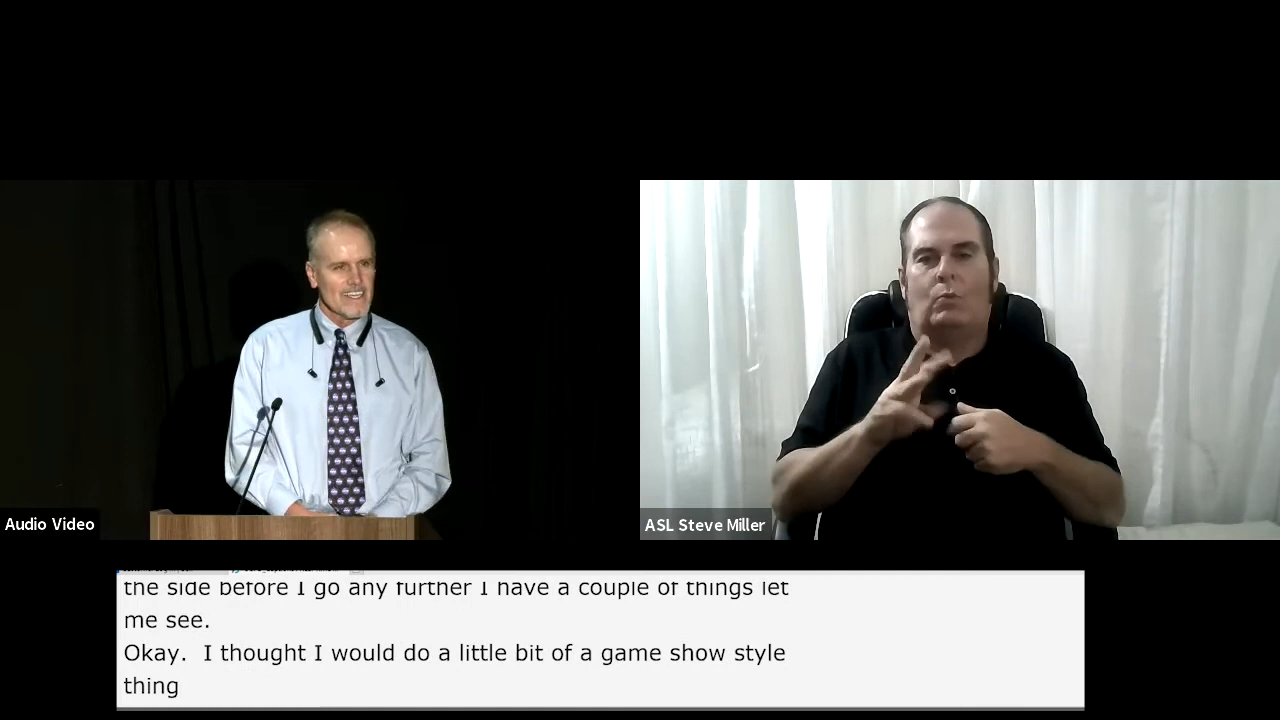 Audio Video
ASL Steve Miller
the side before I go any further I have a couple of things let
me see.
Okay.  I thought I would do a little bit of a game show style
thing